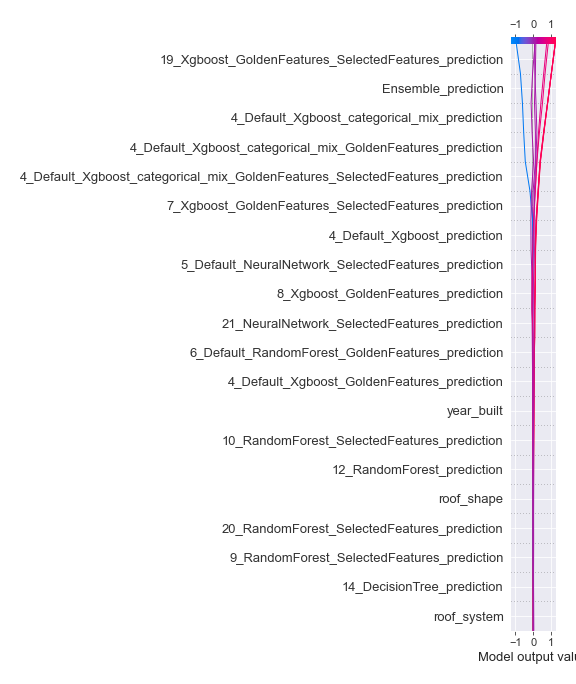 −1 0 1
19_Xgboost_GoldenFeatures_SelectedFeatures_prediction
Ensemble_prediction
4_Default_Xgboost_categorical_mix_prediction
4_Default_Xgboost_categorical_mix_GoldenFeatures_prediction
4_Default_Xgboost_categorical_mix_GoldenFeatures_SelectedFeatures_prediction
7_Xgboost_GoldenFeatures_SelectedFeatures_prediction
4_Default_Xgboost_prediction
5_Default_NeuralNetwork_SelectedFeatures_prediction
8_Xgboost_GoldenFeatures_prediction
21_NeuralNetwork_SelectedFeatures_prediction
6_Default_RandomForest_GoldenFeatures_prediction
4_Default_Xgboost_GoldenFeatures_prediction
year_built
10_RandomForest_SelectedFeatures_prediction
12_RandomForest_prediction
roof_shape
20_RandomForest_SelectedFeatures_prediction
9_RandomForest_SelectedFeatures_prediction
14_DecisionTree_prediction
roof_system
−1 0 1
Model output valu